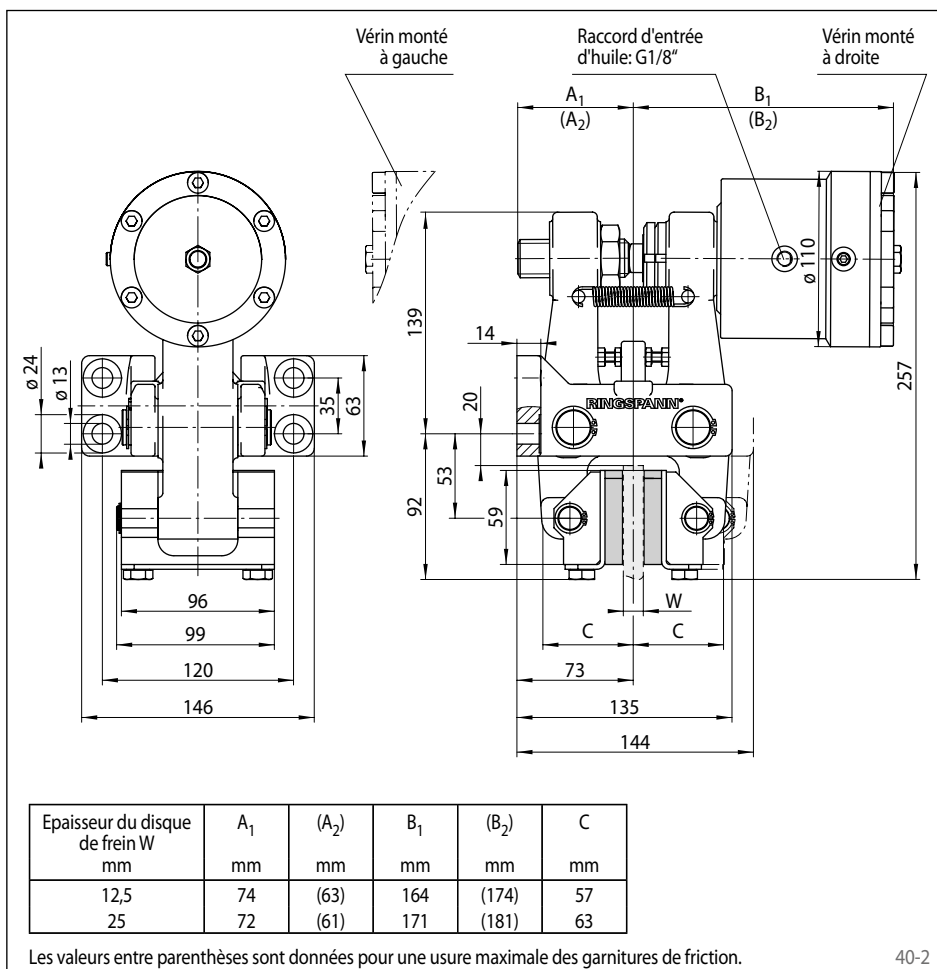 Vérin monté
à gauche
Raccord d'entrée
d'huile: G1/8“
Vérin monté
à droite
A1
(A2)
B1
(B2)
ø 110
139
14
257
ø 24
ø 13
35
63
20
RINGSPANN®
53
92
59
96
W
99
C
C
120
73
146
135
144
Epaisseur du disque
de frein W
mm
A1
mm
(A2)
mm
B1
mm
(B2)
mm
C
mm
12,5 74 (63) 164 (174) 57
25 72 (61) 171 (181) 63
Les valeurs entre parenthèses sont données pour une usure maximale des garnitures de friction.
40-2